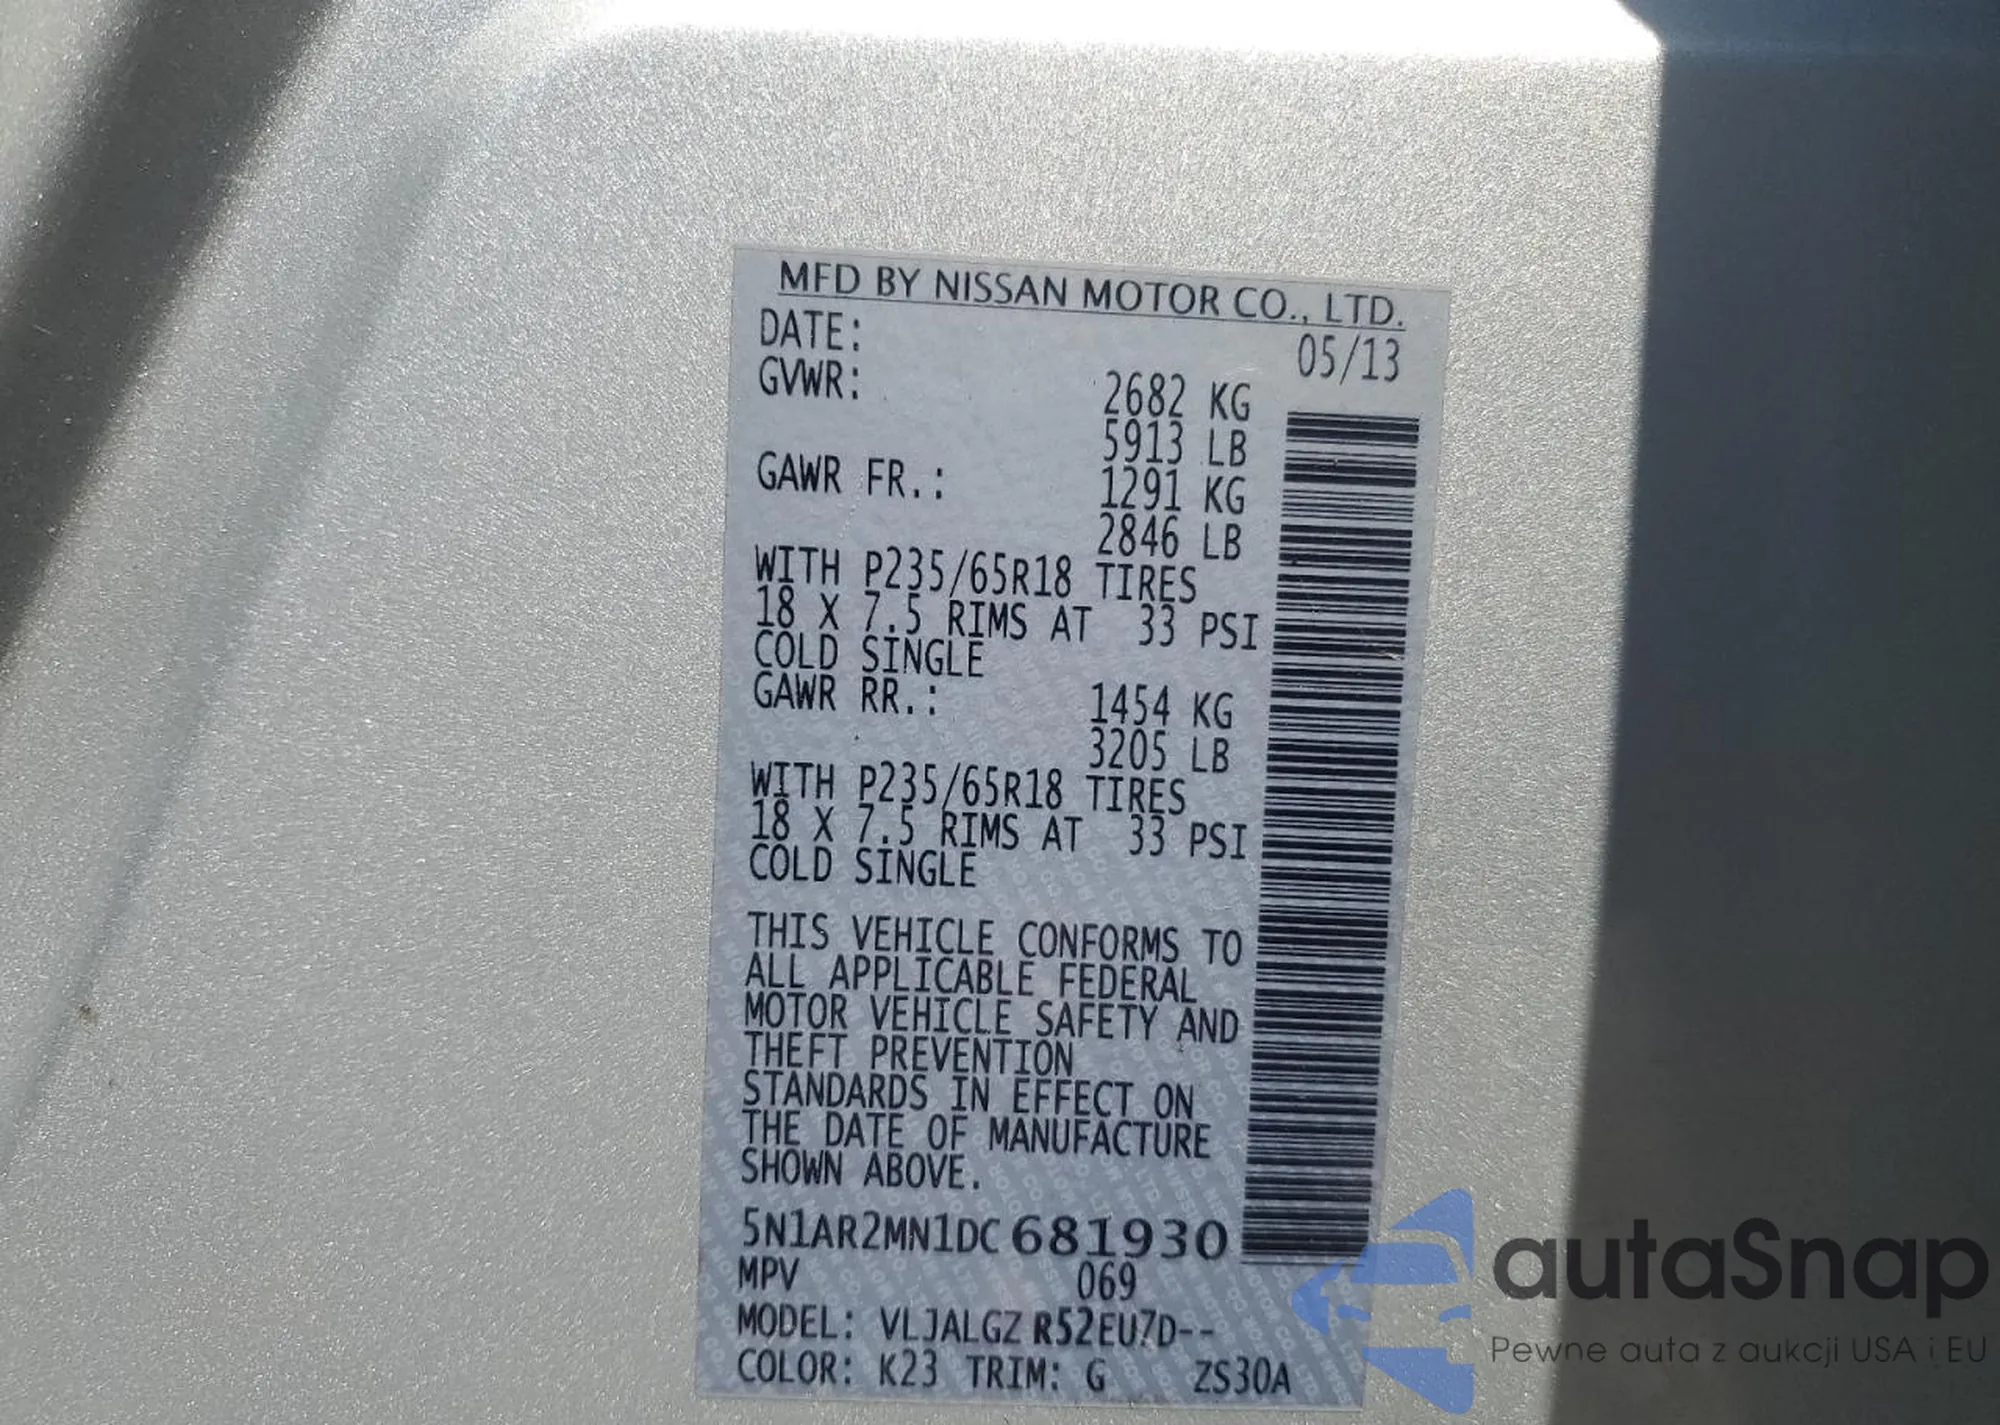 MFD BY NISSAN MOTOR CO., LTD.
DATE: 05/13
GVWR: 2682 KG
5913 LB
GAWR FR.: 1291 KG
2846 LB
WITH P235/65R18 TIRES
18 X 7.5 RIMS AT 33 PSI
COLD SINGLE
GAWR RR.: 1454 KG
3205 LB
WITH P235/65R18 TIRES
18 X 7.5 RIMS AT 33 PSI
COLD SINGLE
THIS VEHICLE CONFORMS TO
ALL APPLICABLE FEDERAL
MOTOR VEHICLE SAFETY AND
THEFT PREVENTION
STANDARDS IN EFFECT ON
THE DATE OF MANUFACTURE
SHOWN ABOVE.
5N1AR2MN1DC681930
MPV 069
MODEL: VLJALGZ R52EU7D--
COLOR: K23 TRIM: G ZS30A
autaSnap
Pewne auta z aukcji USA i EU